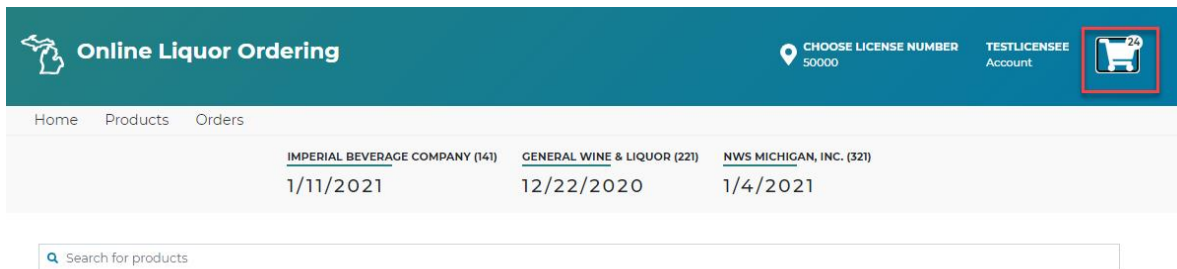 Online Liquor Ordering
CHOOSE LICENSE NUMBER
50000
TESTLICENSEE
Account
24
Home Products Orders
IMPERIAL BEVERAGE COMPANY (141) GENERAL WINE & LIQUOR (221) NWS MICHIGAN, INC. (321)
1/11/2021 12/22/2020 1/4/2021
Search for products